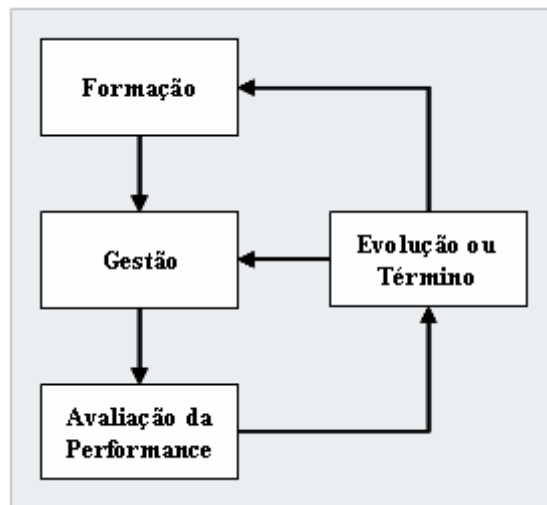 Formação
Gestão
Evolução ou
Término
Avaliação da
Performance